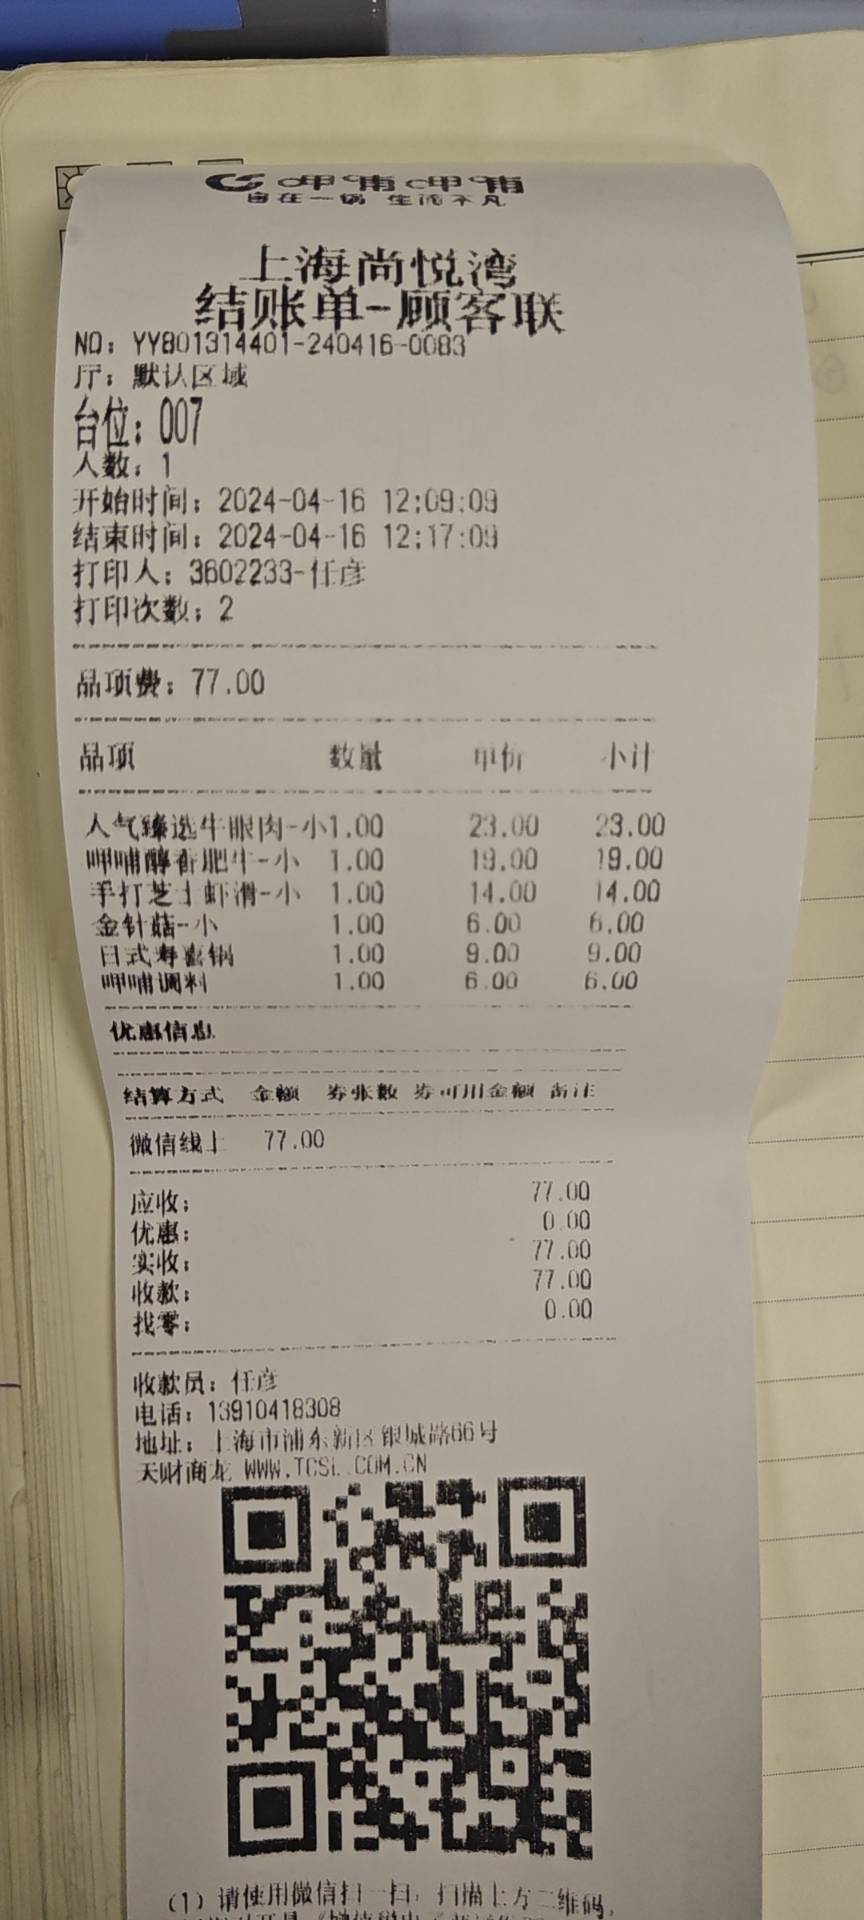 呷哺呷哺
自在一锅 生而不凡
上海尚悦湾
结账单-顾客联
NO: YYB01314401-240416-0083
厅: 默认区域
台位: 007
人数: 1
开始时间: 2024-04-16 12:09:09
结束时间: 2024-04-16 12:17:09
打印人: 3602233-任彦
打印次数: 2
品项费: 77.00
品项 数量 单价 小计
人气臻选牛眼肉-小1.00 23.00 23.00
呷哺醇香肥牛-小 1.00 19.00 19.00
手打芝士虾滑-小 1.00 14.00 14.00
金针菇-小 1.00 6.00 6.00
日式寿喜锅 1.00 9.00 9.00
呷哺调料 1.00 6.00 6.00
优惠信息
结算方式 金额 券张数 券可用金额 备注
微信线上 77.00
应收: 77.00
优惠: 0.00
实收: 77.00
收款: 77.00
找零: 0.00
收款员: 任彦
电话: 13910418308
地址: 上海市浦东新区银城路66号
天财商龙 WWW.TCSL.COM.CN
(1) 请使用微信扫一扫, 扫描上方二维码,